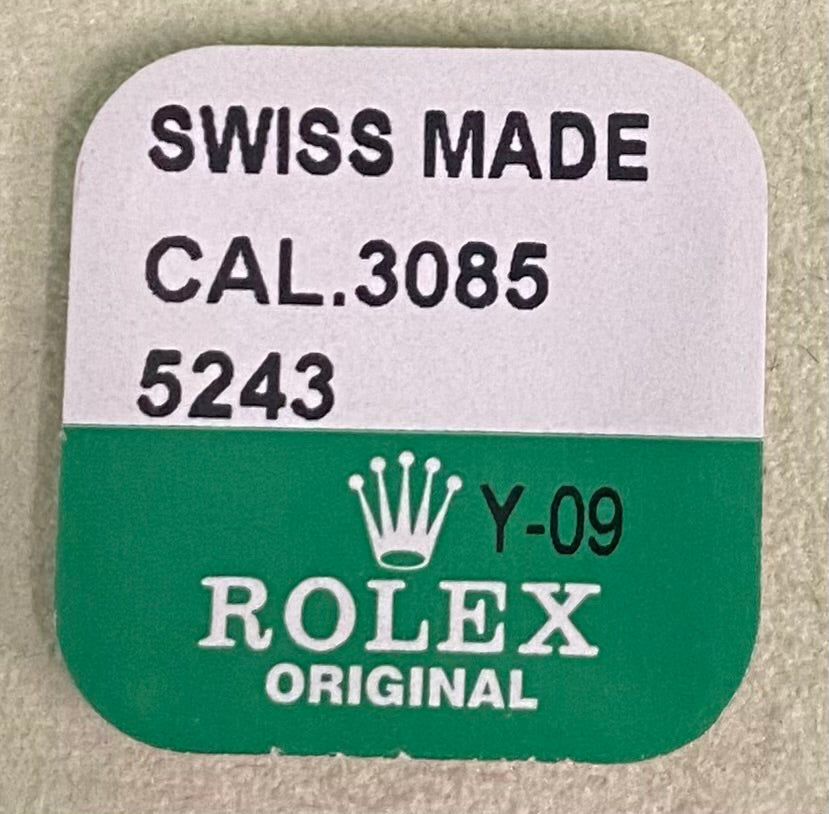 SWISS MADE
CAL.3085
5243
Y-09
ROLEX
ORIGINAL